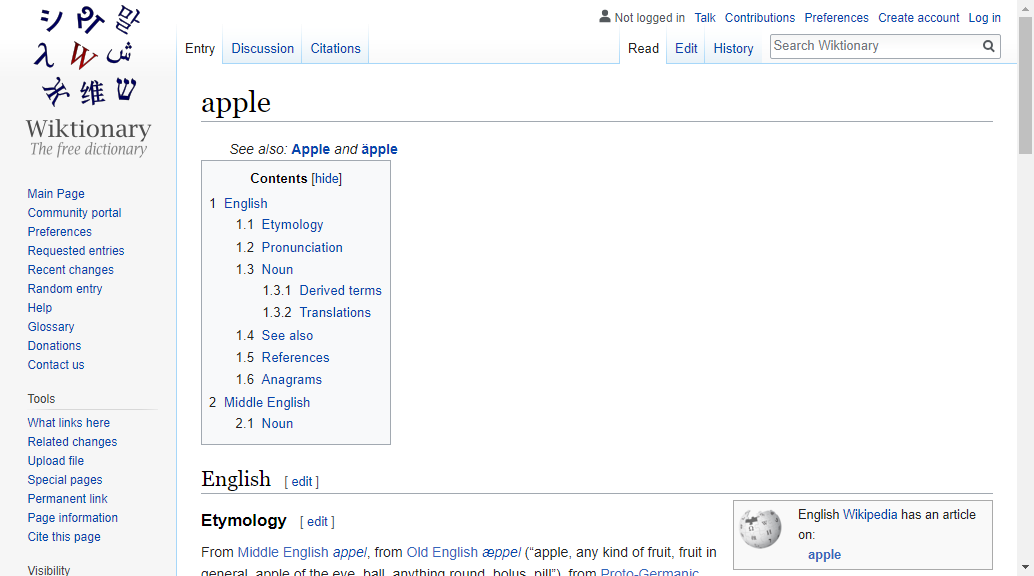 シ
വി
말
λ
W
ش
维
ש
Wiktionary
The free dictionary
Main Page
Community portal
Preferences
Requested entries
Recent changes
Random entry
Help
Glossary
Donations
Contact us
Tools
What links here
Related changes
Upload file
Special pages
Permanent link
Page information
Cite this page
Visibility
Not logged in Talk Contributions Preferences Create account Log in
Entry Discussion Citations Read Edit History Search Wiktionary
apple
See also: Apple and äpple
Contents [hide]
1 English
1.1 Etymology
1.2 Pronunciation
1.3 Noun
1.3.1 Derived terms
1.3.2 Translations
1.4 See also
1.5 References
1.6 Anagrams
2 Middle English
2.1 Noun
English [ edit ]
Etymology [ edit ]
English Wikipedia has an article
on:
apple
From Middle English appel, from Old English æppel (“apple, any kind of fruit, fruit in
general, apple of the eye, ball, anything round, bolus, pill”), from Proto-Germanic